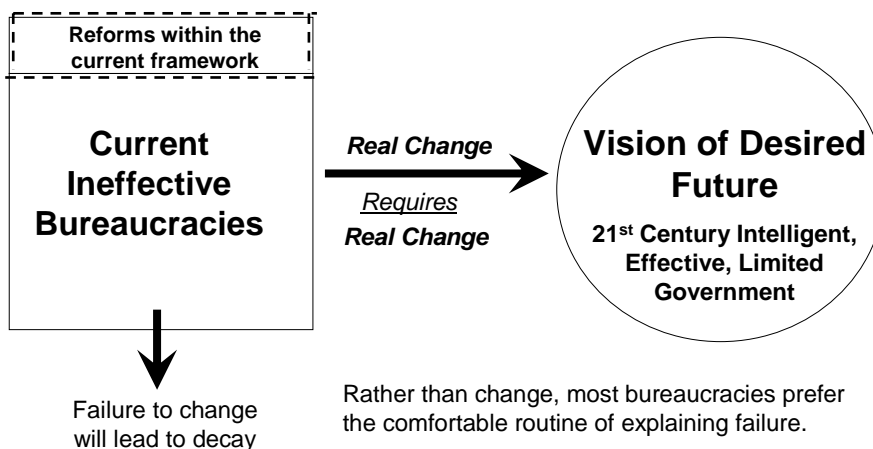 Reforms within the
current framework
Current
Ineffective
Bureaucracies
Real Change
Requires
Real Change
Vision of Desired
Future
21st Century Intelligent,
Effective, Limited
Government
Failure to change
will lead to decay
Rather than change, most bureaucracies prefer
the comfortable routine of explaining failure.